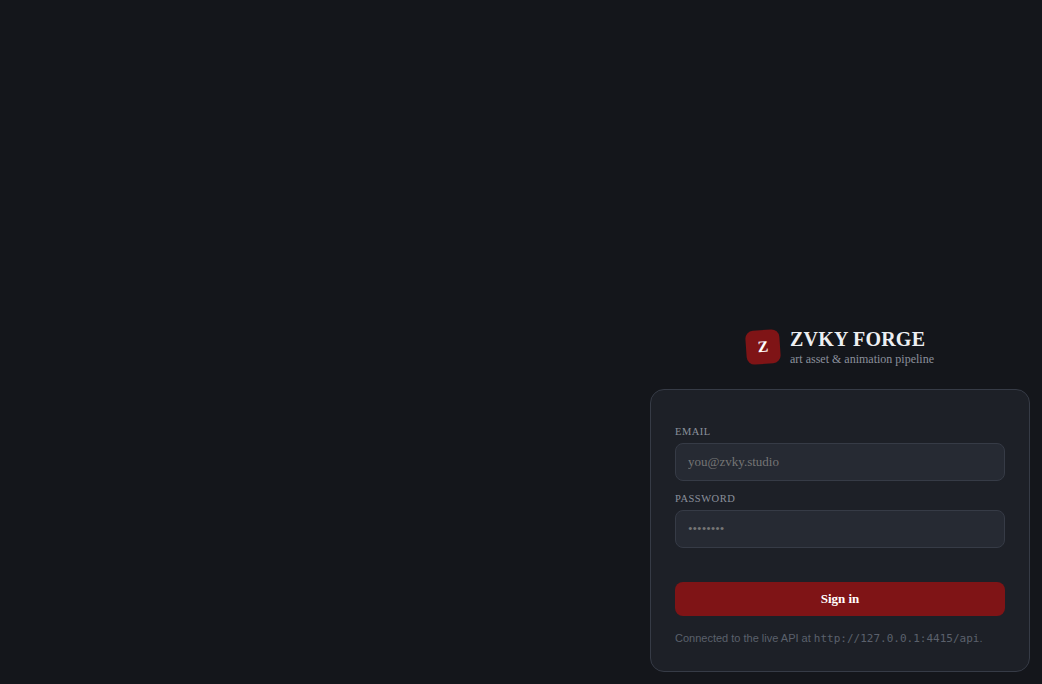 Z
ZVKY FORGE
art asset & animation pipeline
EMAIL
you@zvky.studio
PASSWORD
••••••••
Sign in
Connected to the live API at http://127.0.0.1:4415/api.